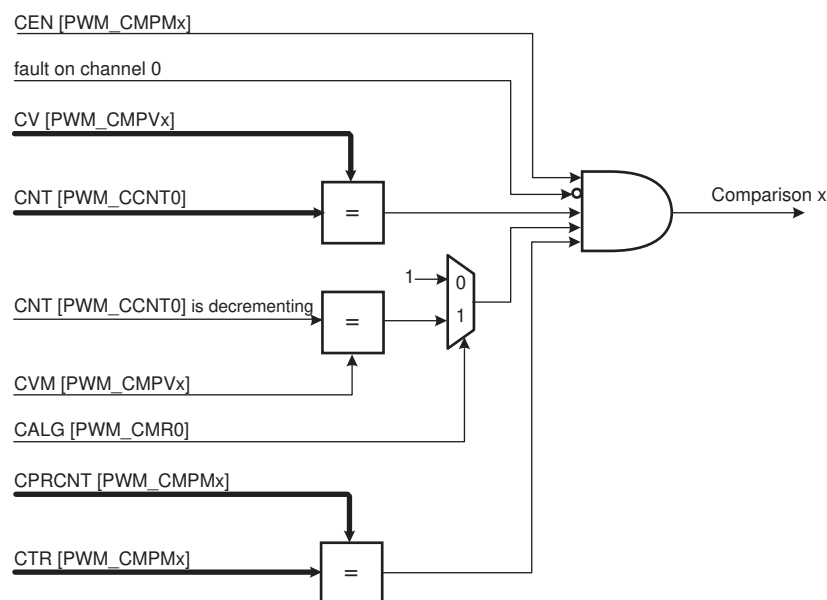 CEN [PWM_CMPMx]
fault on channel 0
CV [PWM_CMPVx]
Comparison x
CNT [PWM_CCNT0]
=
1
0
CNT [PWM_CCNT0] is decrementing
=
1
CVM [PWM_CMPVx]
CALG [PWM_CMR0]
CPRCNT [PWM_CMPMx]
CTR [PWM_CMPMx]
=